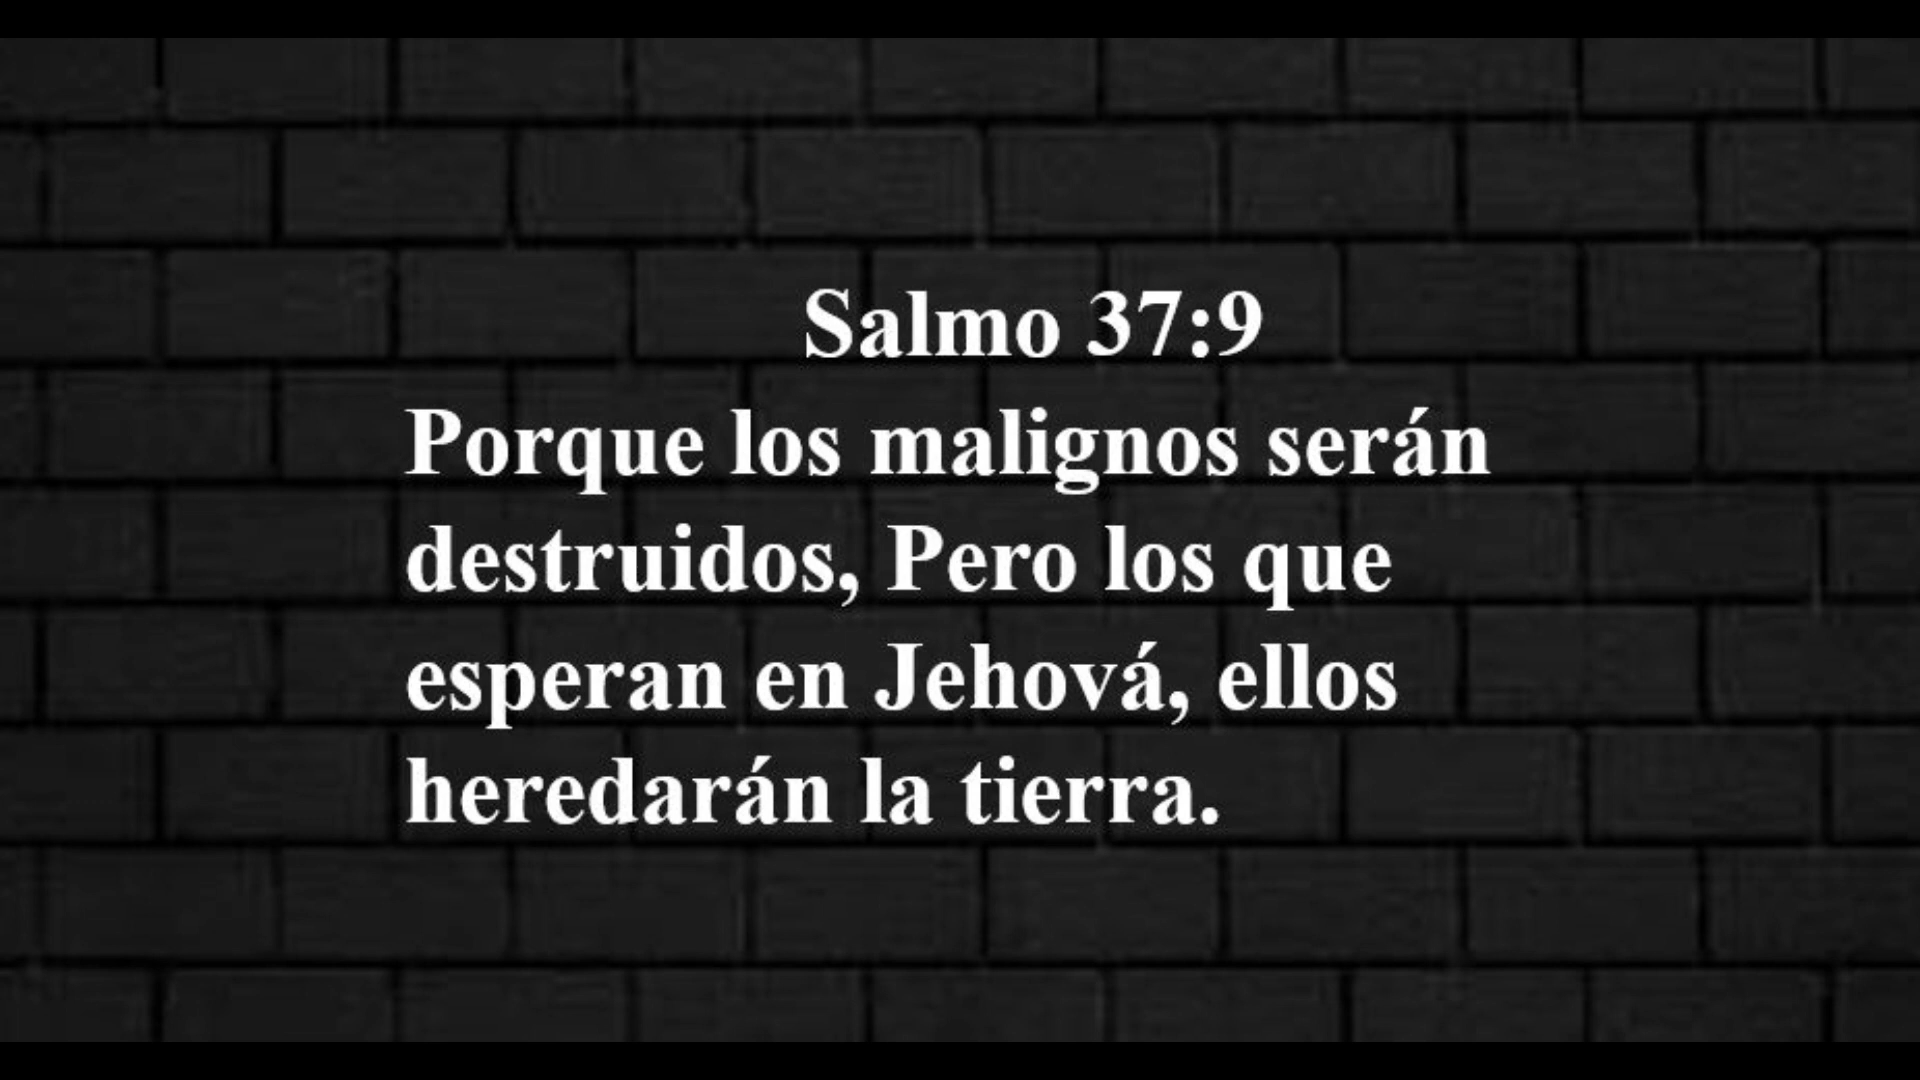 Salmo 37:9
Porque los malignos serán
destruidos, Pero los que
esperan en Jehová, ellos
heredarán la tierra.